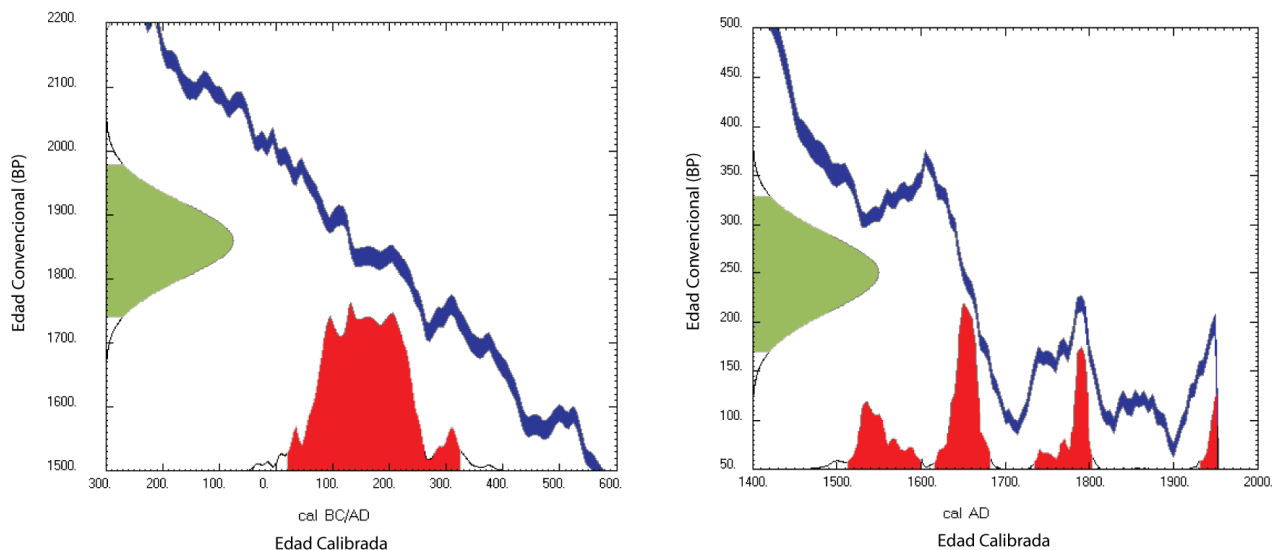 2200.
2100.
2000.
1900.
1800.
1700.
1600.
1500.
Edad Convencional (BP)
300. 200. 100. 0. 100. 200. 300. 400. 500. 600.
cal BC/AD
Edad Calibrada
500.
450.
400.
350.
300.
250.
200.
150.
100.
50.
Edad Convencional (BP)
1400. 1500. 1600. 1700. 1800. 1900. 2000.
cal AD
Edad Calibrada